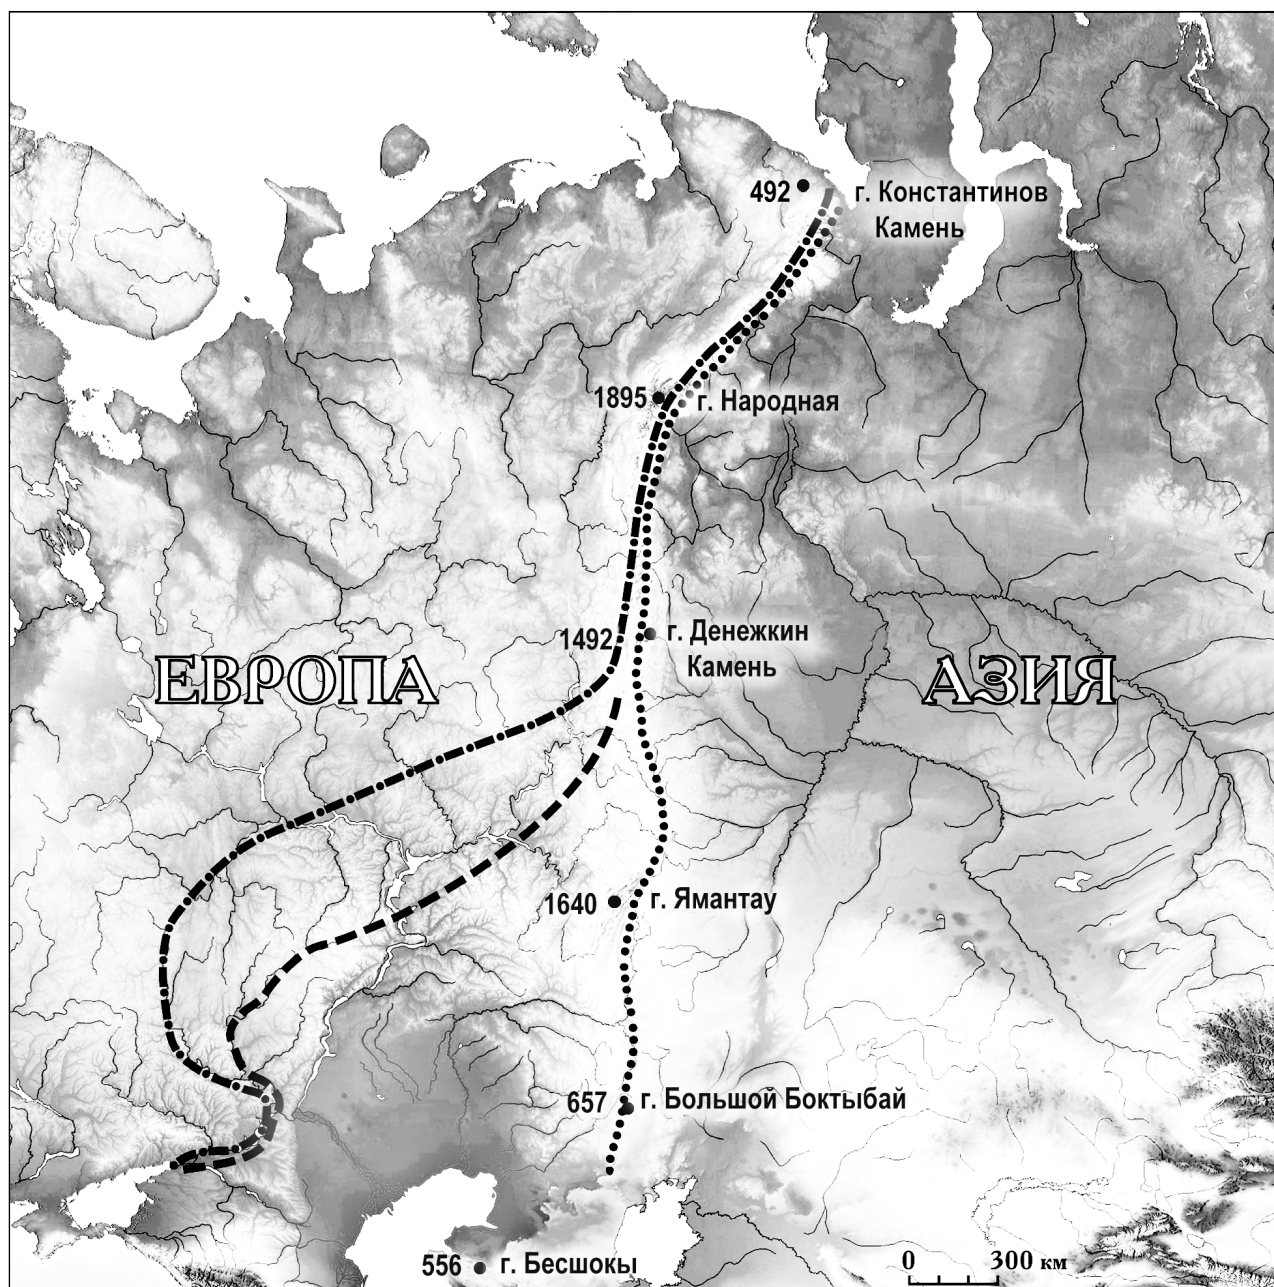 492 г. Константинов
Камень
1895 г. Народная
1492 г. Денежкин
Камень
ЕВРОПА
АЗИЯ
1640 г. Ямантау
657 г. Большой Боктыбай
556 г. Бесшокы
0 300 км